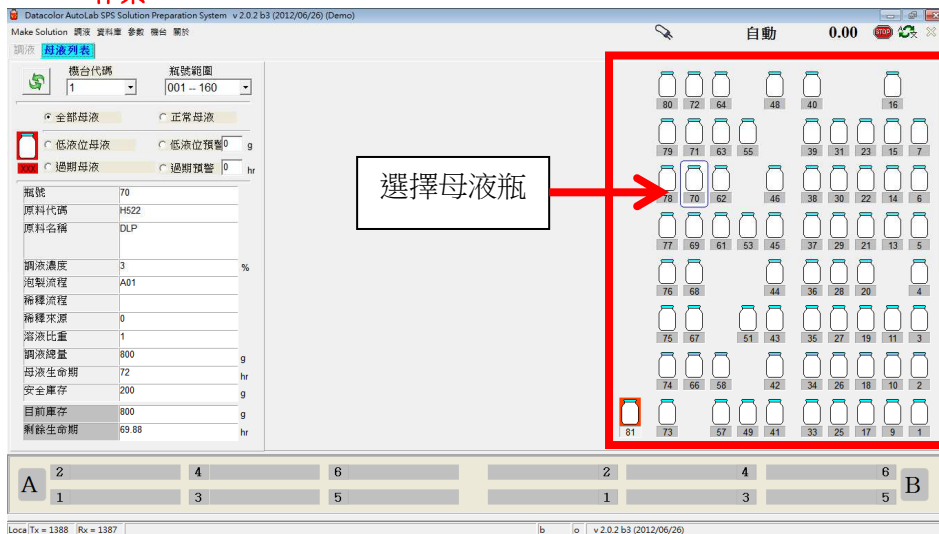 Datacolor AutoLab SPS Solution Preparation System v 2.0.2 b3 (2012/06/26) (Demo)
Make Solution 調液 資料庫 參數 機台 關於
自動 0.00 STOP
調液 母液列表
機台代碼 瓶號範圍
1 001 -- 160
全部母液 正常母液
低液位母液 低液位預警 0 g
XXX 過期母液 過期預警 0 hr
瓶號 70
原料代碼 H522
原料名稱 DLP
調液濃度 3 %
泡製流程 A01
稀釋流程
稀釋來源 0
溶液比重 1
調液總量 800 g
母液生命期 72 hr
安全庫存 200 g
目前庫存 800 g
剩餘生命期 69.88 hr
選擇母液瓶
80 72 64 48 40 16
79 71 63 55 39 31 23 15 7
78 70 62 46 38 30 22 14 6
77 69 61 53 45 37 29 21 13 5
76 68 44 36 28 20 4
75 67 51 43 35 27 19 11 3
74 66 58 42 34 26 18 10 2
81 73 57 49 41 33 25 17 9 1
A 2 4 6 2 4 6 B
1 3 5 1 3 5
Loca Tx = 1388 Rx = 1387 b o v 2.0.2 b3 (2012/06/26)